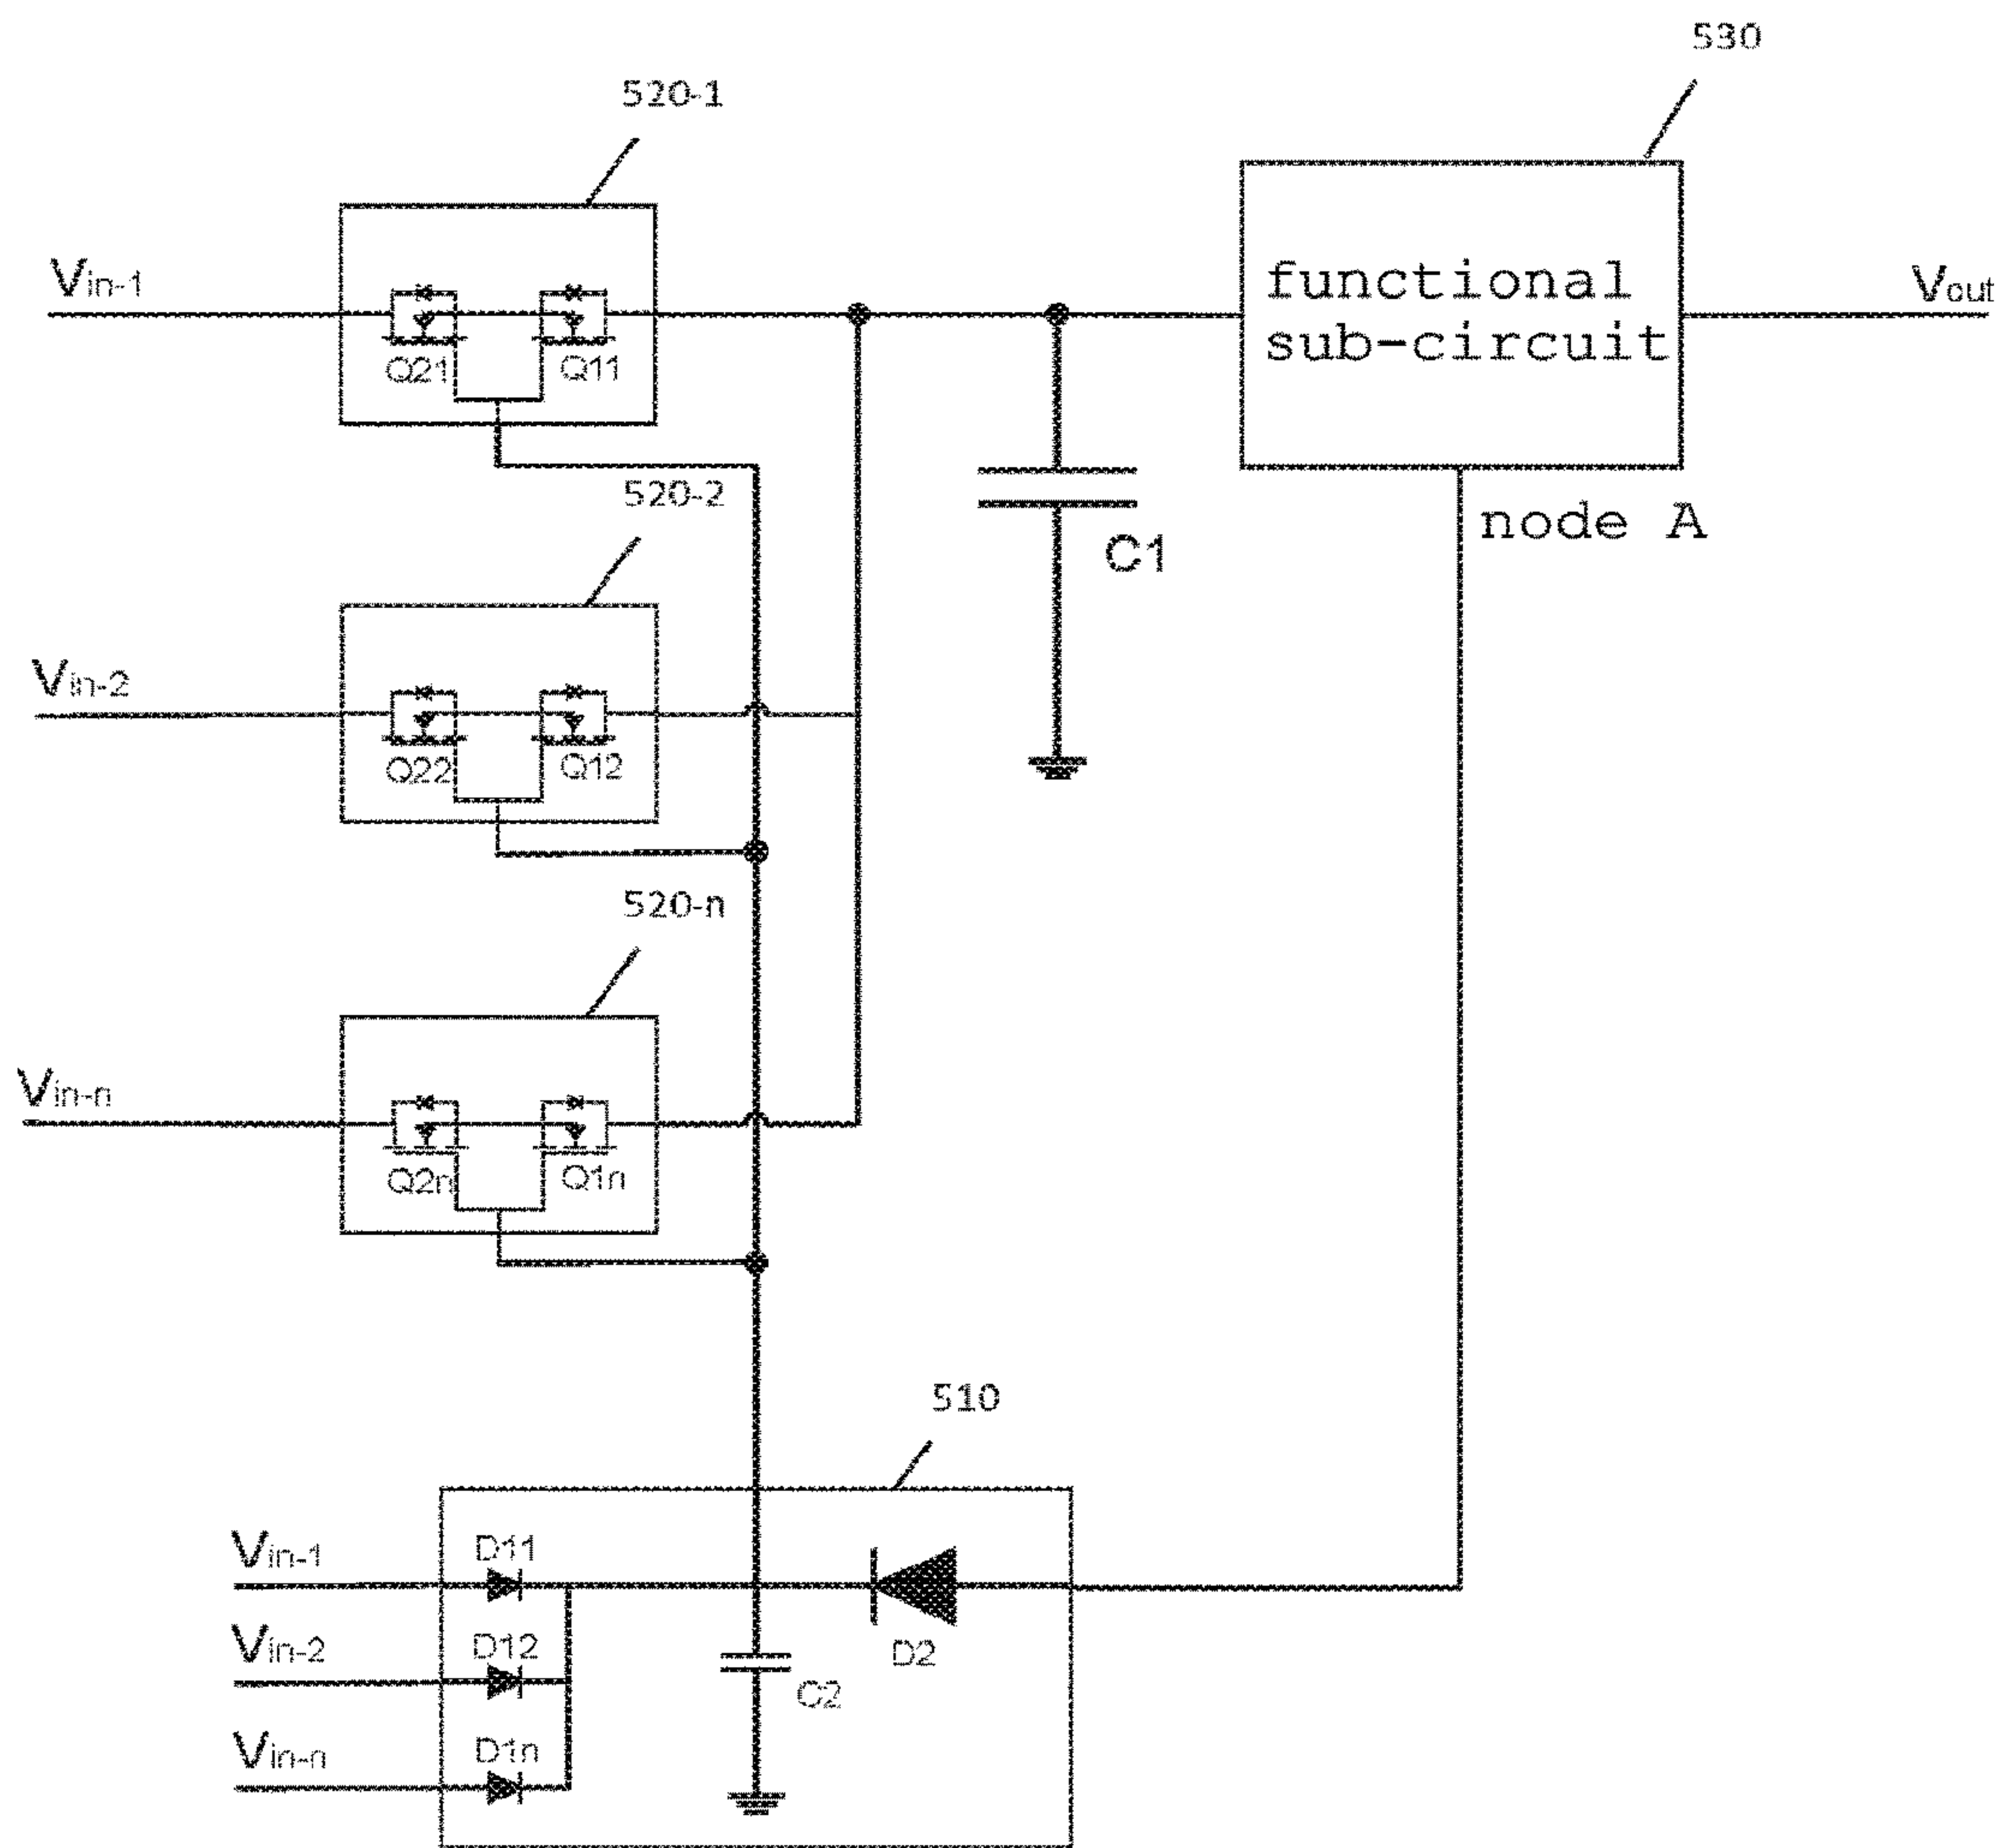 530
520-1
Vin-1
Q21
Q11
functional
sub-circuit
Vout
520-2
node A
C1
Vin-2
Q22
Q12
520-n
Vin-n
Q2n
Q1n
510
Vin-1
D11
Vin-2
D12
D2
C2
Vin-n
D1n